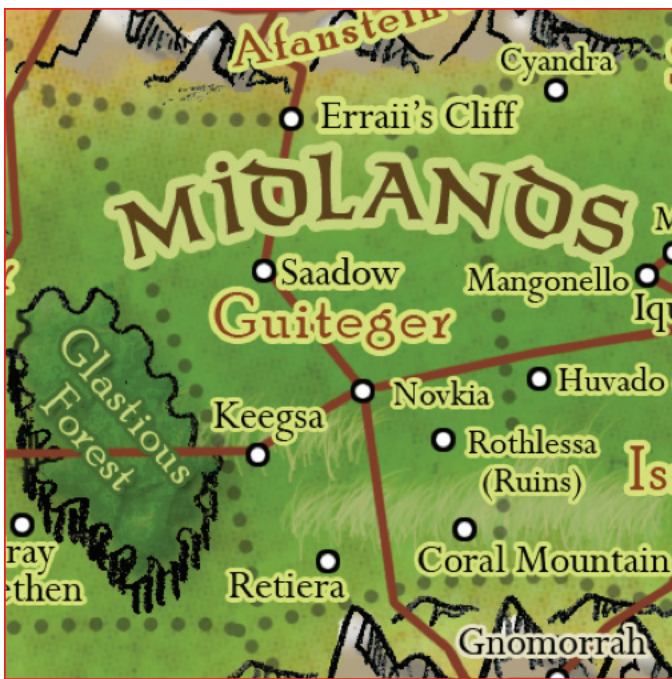 Afanstein
Cyandra
Erraii's Cliff
MIDLANDS
Saadow
Mangonello
Guiteger
Glastious
Forest
Novkia
Huvado
Keegsa
Rothlessa
(Ruins)
Is
Coral Mountain
Retiera
ray
ethen
Gnomorrah